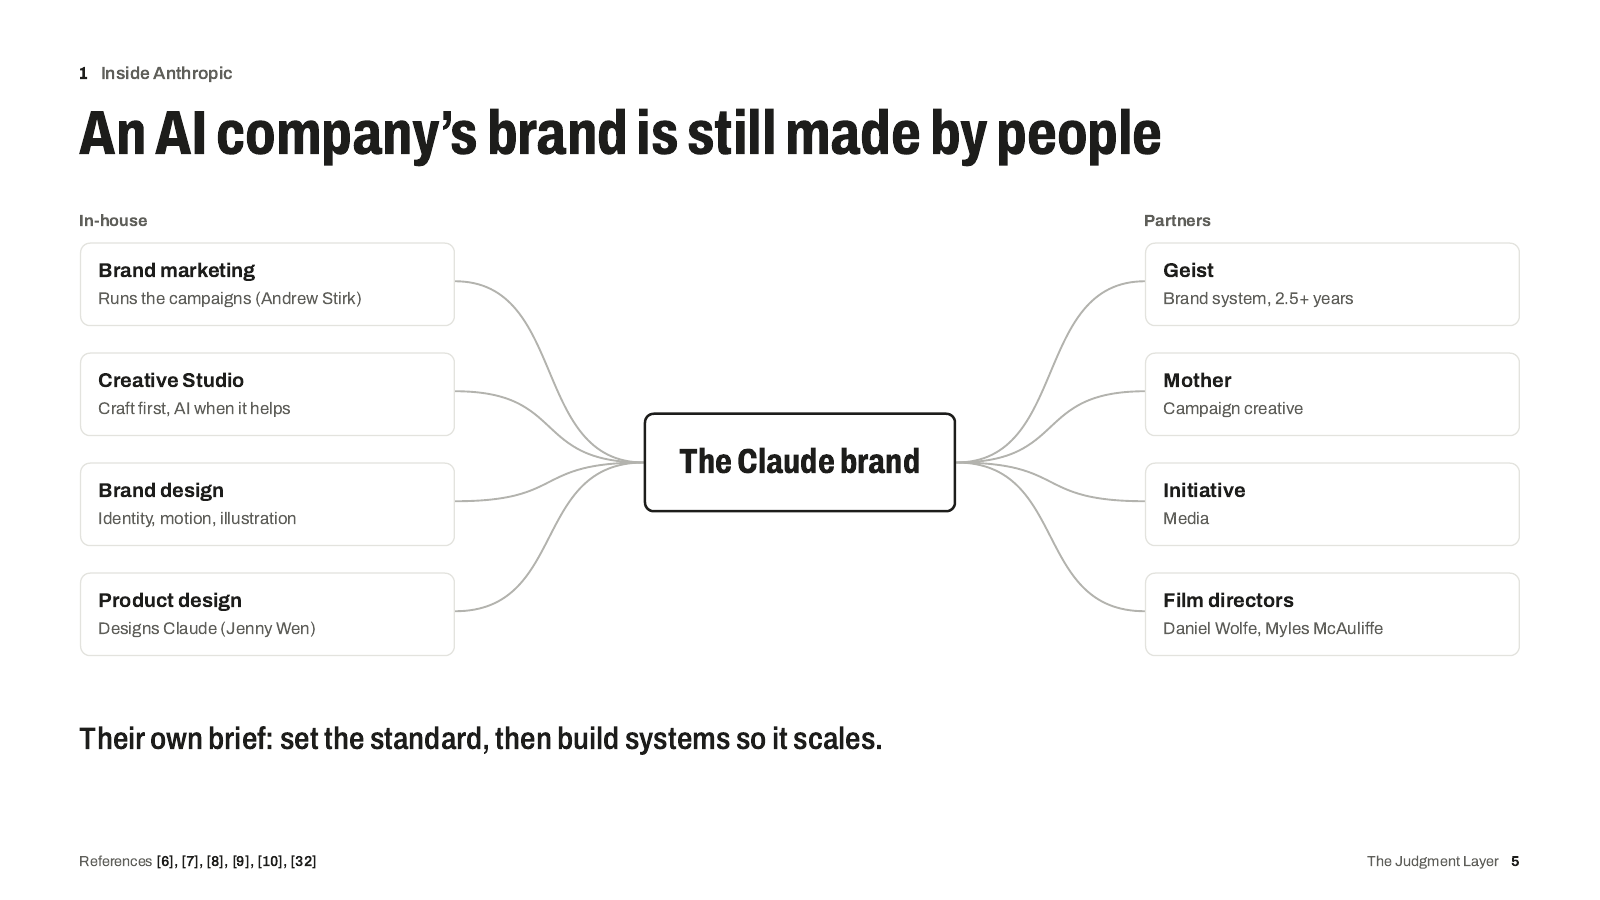 1 Inside Anthropic
An AI company’s brand is still made by people
In-house
Brand marketing
Runs the campaigns (Andrew Stirk)
Creative Studio
Craft first, AI when it helps
Brand design
Identity, motion, illustration
Product design
Designs Claude (Jenny Wen)
The Claude brand
Partners
Geist
Brand system, 2.5+ years
Mother
Campaign creative
Initiative
Media
Film directors
Daniel Wolfe, Myles McAuliffe
Their own brief: set the standard, then build systems so it scales.
References [6], [7], [8], [9], [10], [32]
The Judgment Layer 5